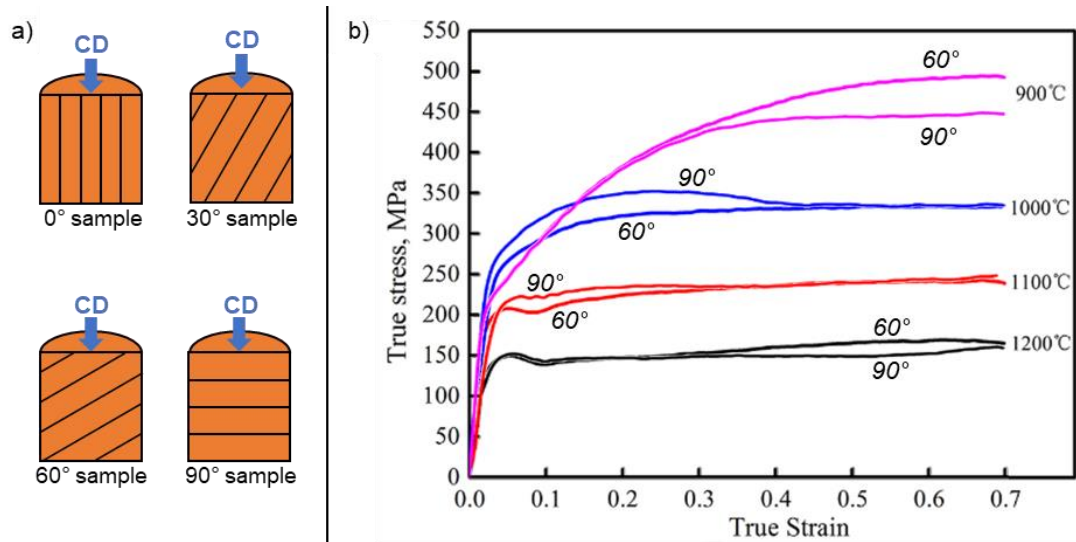 a)
CD
CD
0° sample
30° sample
CD
CD
60° sample
90° sample
b)
True stress, MPa
550
500
450
400
350
300
250
200
150
100
50
0
0.0 0.1 0.2 0.3 0.4 0.5 0.6 0.7
True Strain
60°
900℃
90°
90°
1000℃
60°
90°
1100℃
60°
60°
1200℃
90°